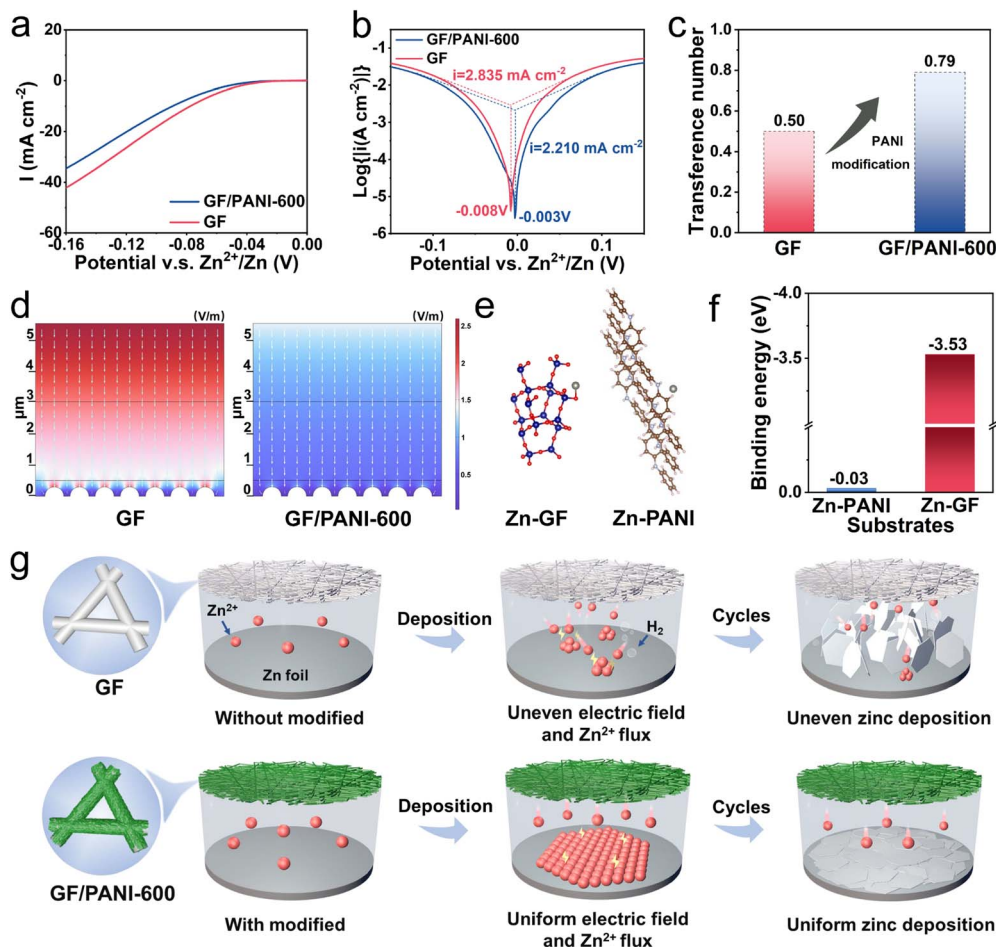 a
20
0
-20
-40
-60
I (mA cm⁻²)
GF/PANI-600
GF
-0.16
-0.12
-0.08
-0.04
0.00
Potential v.s. Zn²⁺/Zn (V)
b
-1
-2
-3
-4
-5
-6
Log{|i(A cm⁻²)|}
GF/PANI-600
GF
i=2.835 mA cm⁻²
i=2.210 mA cm⁻²
-0.008V
-0.003V
-0.1
0.0
0.1
Potential vs. Zn²⁺/Zn (V)
c
1.0
0.8
0.6
0.4
0.2
0.0
Transference number
0.50
0.79
PANI
modification
GF
GF/PANI-600
d
(V/m)
(V/m)
5
4
3
2
1
0
μm
5
4
3
2
1
0
μm
2.5
2
1.5
1
0.5
GF
GF/PANI-600
e
Zn-GF
Zn-PANI
f
-4.0
-3.5
0.0
Binding energy (eV)
-3.53
-0.03
Zn-PANI
Zn-GF
Substrates
g
GF
Zn²⁺
Zn foil
Without modified
Deposition
H₂
Uneven electric field
and Zn²⁺ flux
Cycles
Uneven zinc deposition
GF/PANI-600
With modified
Deposition
Uniform electric field
and Zn²⁺ flux
Cycles
Uniform zinc deposition